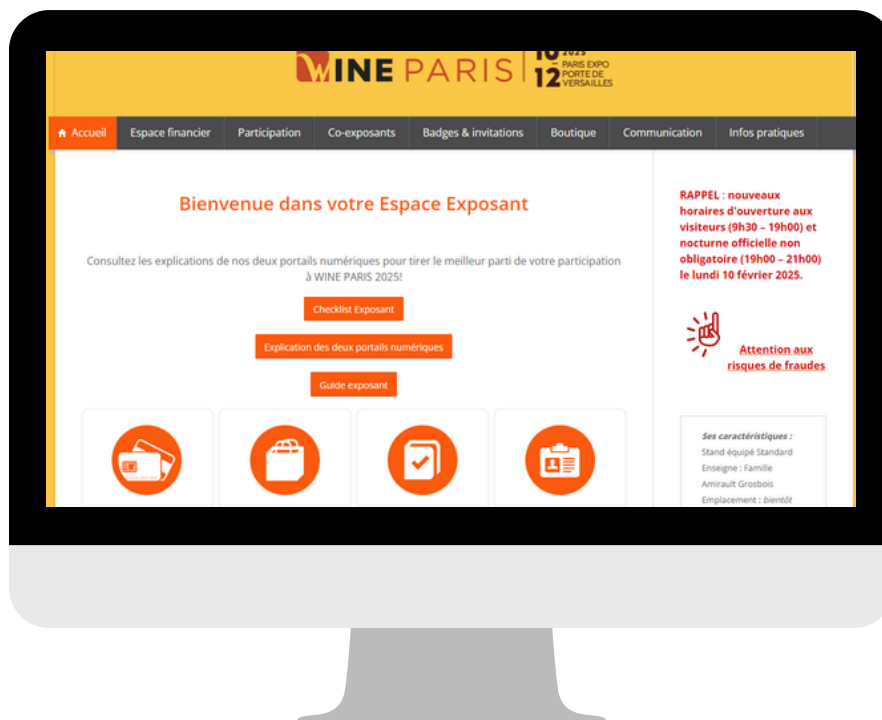 WINE PARIS
10
12
2025
PARIS EXPO
PORTE DE
VERSAILLES
Accueil
Espace financier
Participation
Co-exposants
Badges & invitations
Boutique
Communication
Infos pratiques
Bienvenue dans votre Espace Exposant
Consultez les explications de nos deux portails numériques pour tirer le meilleur parti de votre participation
à WINE PARIS 2025!
Checklist Exposant
Explication des deux portails numériques
Guide exposant
RAPPEL : nouveaux
horaires d'ouverture aux
visiteurs (9h30 – 19h00) et
nocturne officielle non
obligatoire (19h00 – 21h00)
le lundi 10 février 2025.
Attention aux
risques de fraudes
Ses caractéristiques :
Stand équipé Standard
Enseigne : Famille
Amirault Grosbois
Emplacement : bientôt